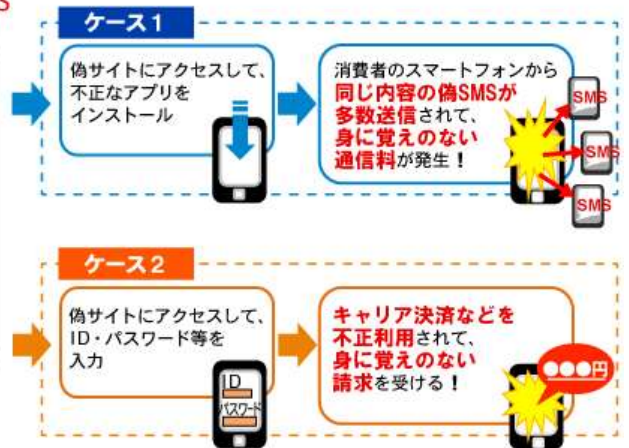 S
ケース1
偽サイトにアクセスして、
不正なアプリを
インストール
消費者のスマートフォンから
同じ内容の偽SMSが
多数送信されて、
身に覚えのない
通信料が発生！
SMS
SMS
SMS
ケース2
偽サイトにアクセスして、
ID・パスワード等を
入力
ID
パスワード
キャリア決済などを
不正利用されて、
身に覚えのない
請求を受ける！
●●●円